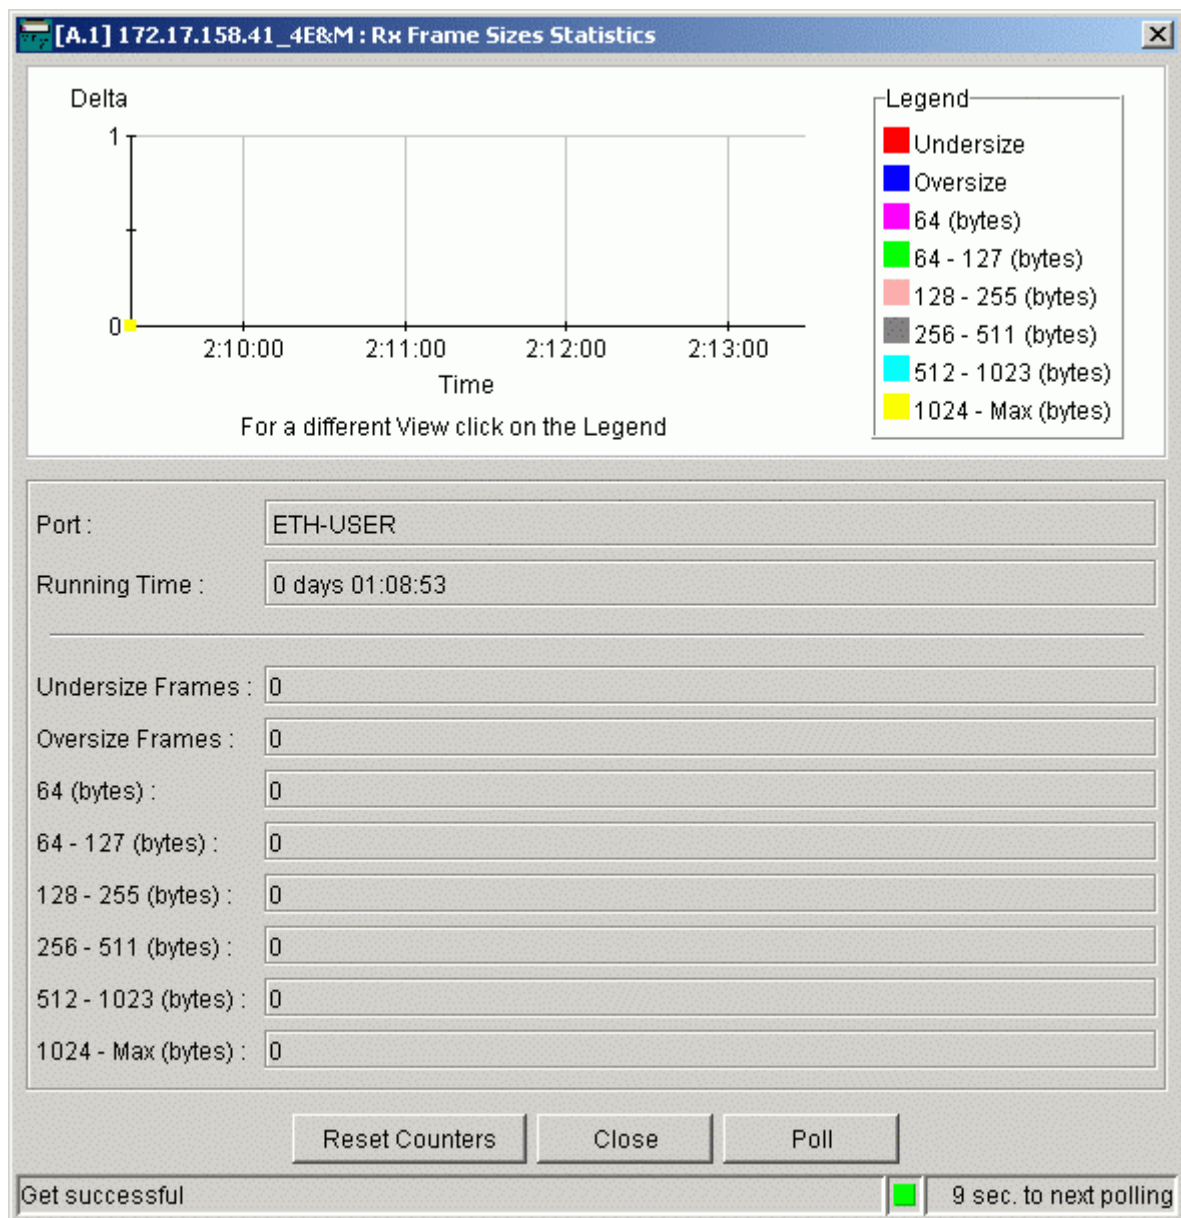 [A.1] 172.17.158.41_4E&M : Rx Frame Sizes Statistics
Delta
Legend
1
Undersize
Oversize
64 (bytes)
64 - 127 (bytes)
128 - 255 (bytes)
0
256 - 511 (bytes)
2:10:00 2:11:00 2:12:00 2:13:00
512 - 1023 (bytes)
Time
1024 - Max (bytes)
For a different View click on the Legend
Port : ETH-USER
Running Time : 0 days 01:08:53
Undersize Frames : 0
Oversize Frames : 0
64 (bytes) : 0
64 - 127 (bytes) : 0
128 - 255 (bytes) : 0
256 - 511 (bytes) : 0
512 - 1023 (bytes) : 0
1024 - Max (bytes) : 0
Reset Counters Close Poll
Get successful 9 sec. to next polling